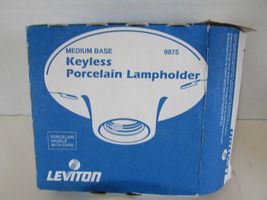 MEDIUM BASE 9875
Keyless
Porcelain Lampholder
PORCELAIN
HANDLE
WITH CARE
LEVITON